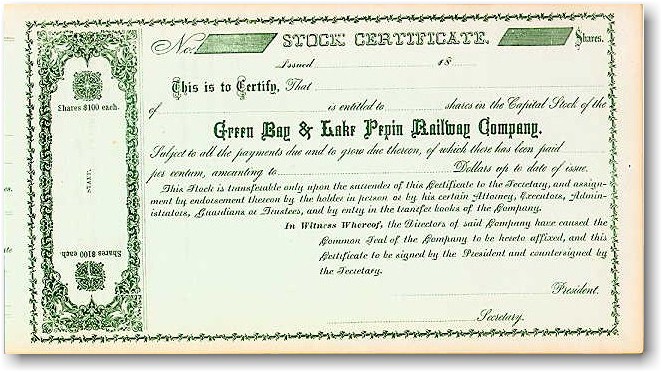 No. STOCK CERTIFICATE. Shares.
Issued 18
This is to Certify, That
of is entitled to shares in the Capital Stock of the
Green Bay & Lake Pepin Railway Company.
Subject to all the payments due and to grow due thereon, of which there has been paid
per centum, amounting to Dollars up to date of issue.
This Stock is transferable only upon the surrender of this Certificate to the Secretary, and assign-
ment by endorsement thereon by the holder in person or by his certain Attorney, Executors, Admin-
istrators, Guardians or Trustees, and by entry in the transfer books of the Company.
In Witness Whereof, the Directors of said Company have caused the
Common Seal of the Company to be hereto affixed, and this
Certificate to be signed by the President and countersigned
by the Secretary.
President.
Secretary.
Shares $100 each.
SEAL.
Shares $100 each.